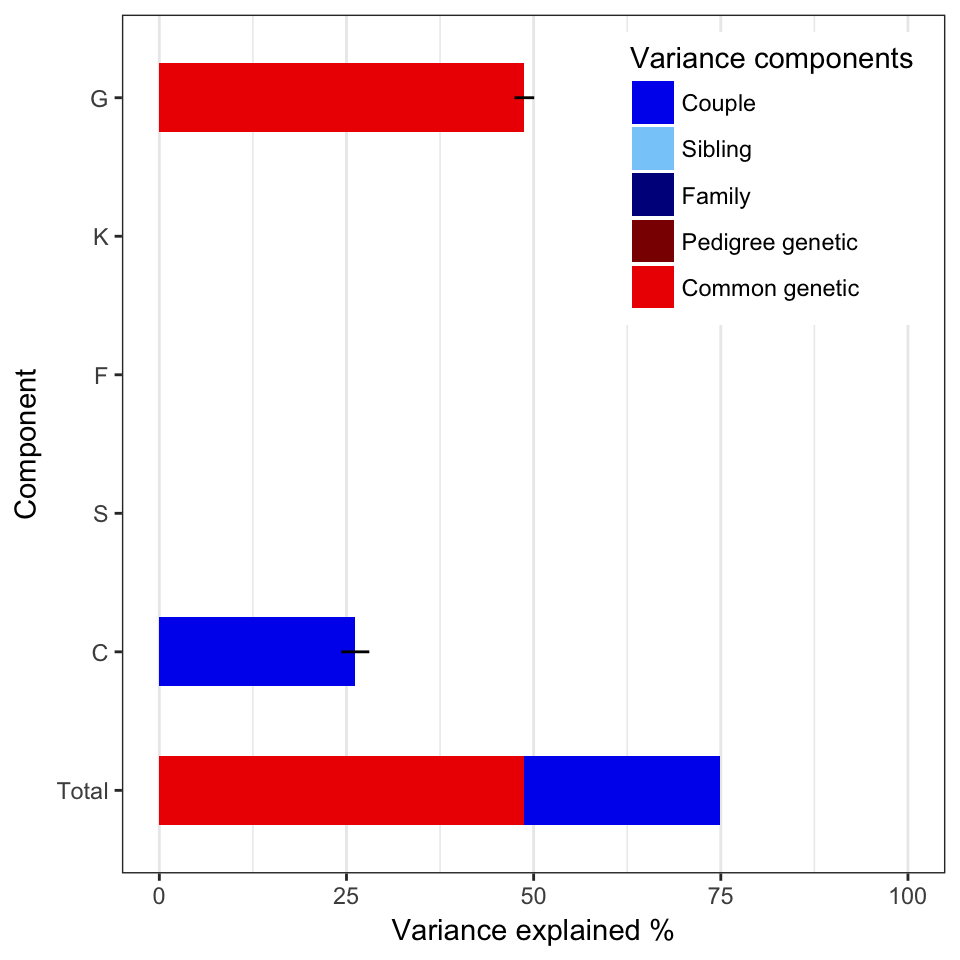 Variance components
Couple
Sibling
Family
Pedigree genetic
Common genetic
G
K
F
S
C
Total
Component
0 25 50 75 100
Variance explained %